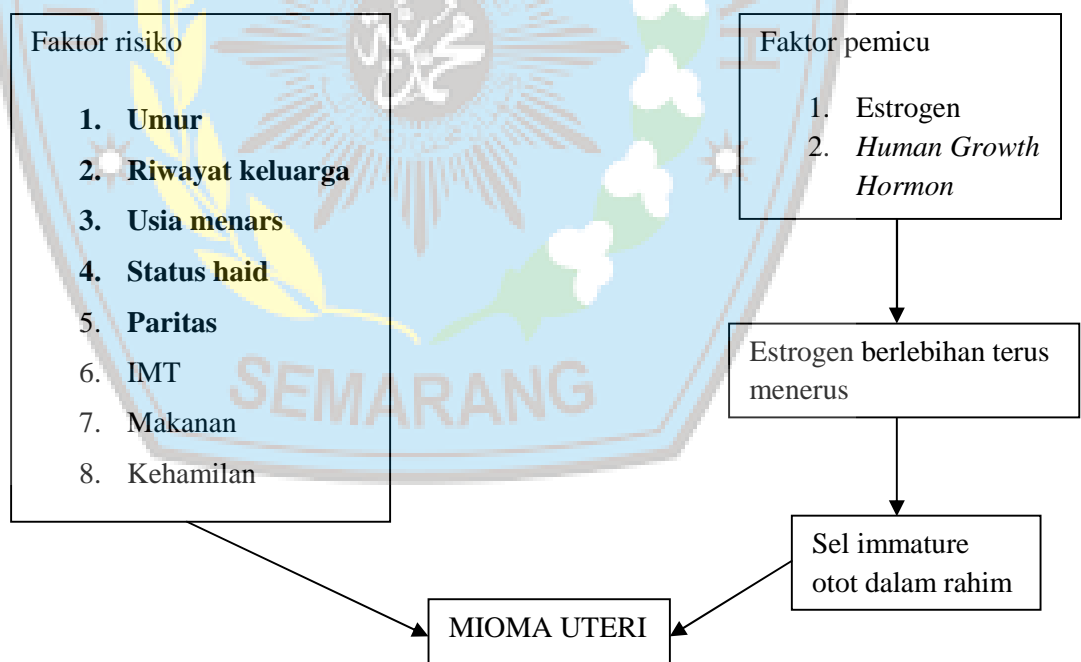 Faktor risiko
1. Umur
2. Riwayat keluarga
3. Usia menars
4. Status haid
5. Paritas
6. IMT
7. Makanan
8. Kehamilan
Faktor pemicu
1. Estrogen
2. Human Growth
Hormon
Estrogen berlebihan terus
menerus
Sel immature
otot dalam rahim
MIOMA UTERI
SEMARANG